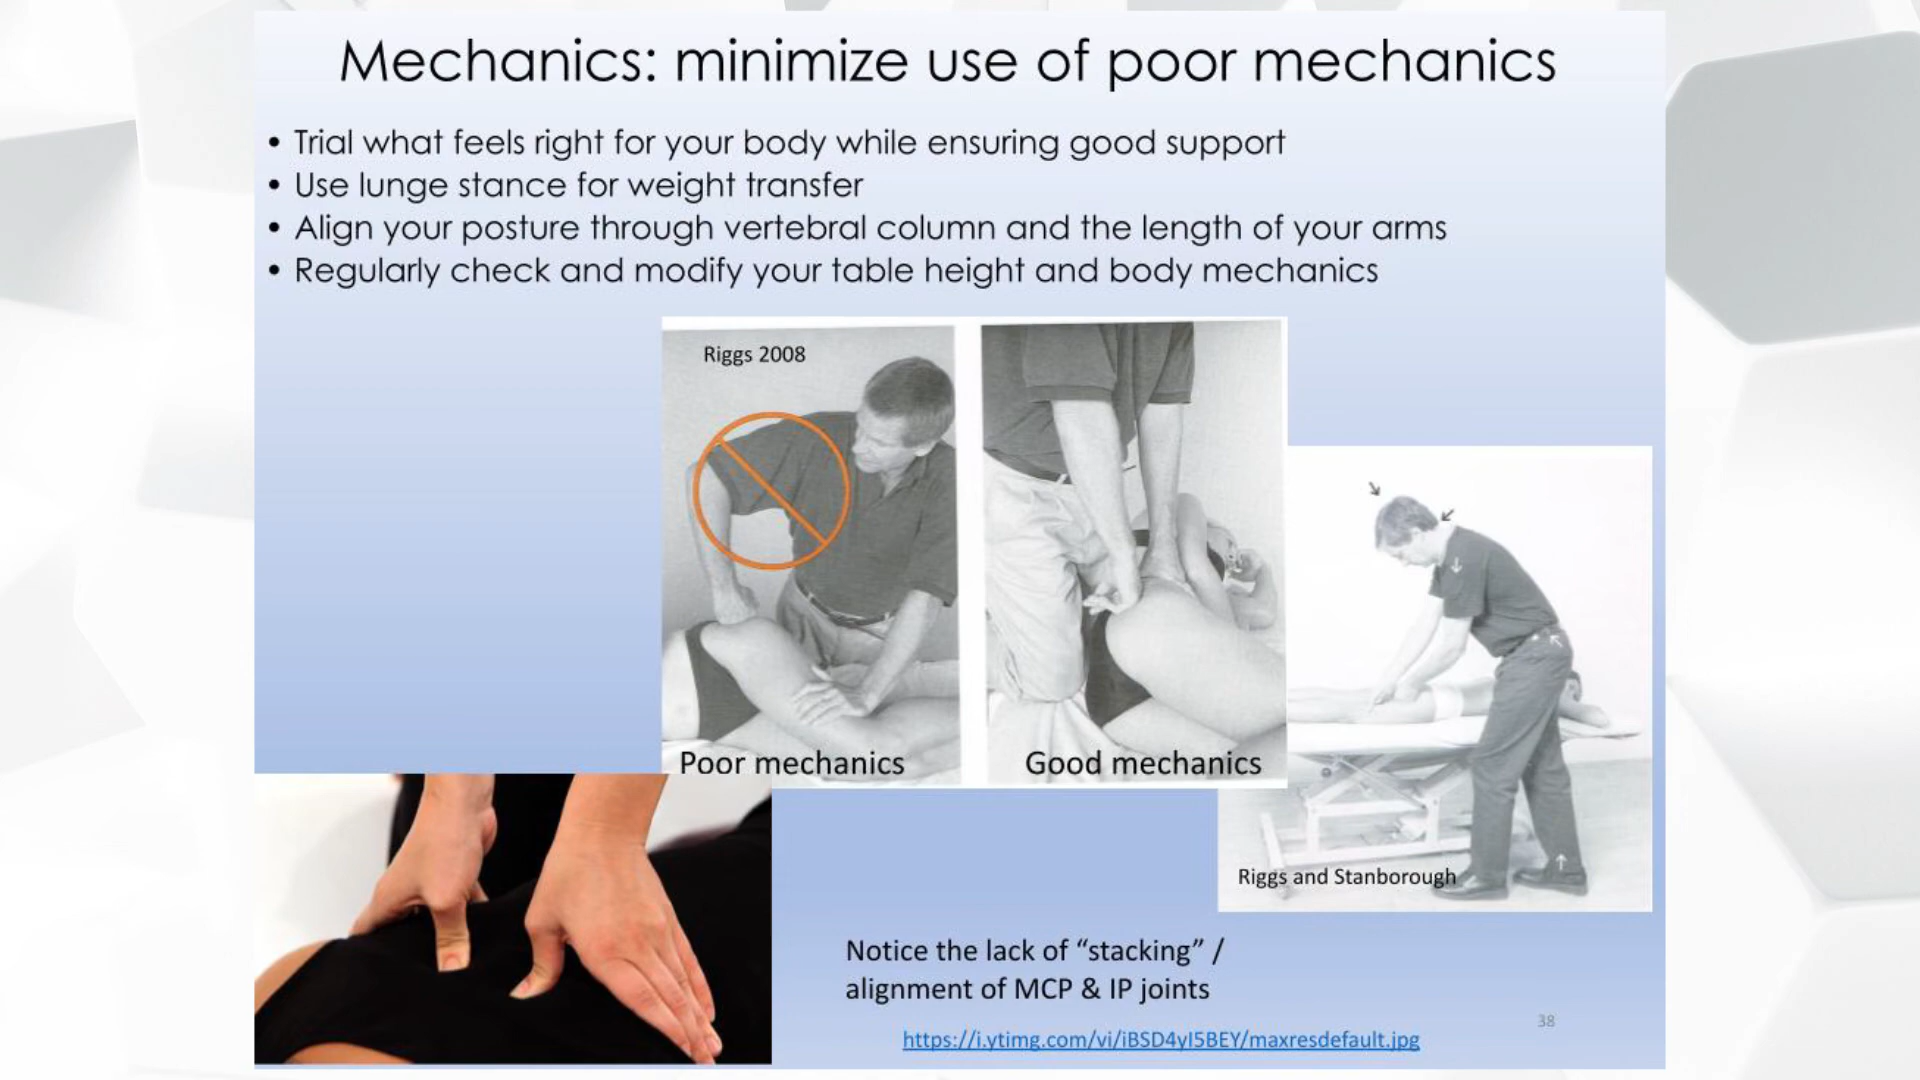 Mechanics: minimize use of poor mechanics
• Trial what feels right for your body while ensuring good support
• Use lunge stance for weight transfer
• Align your posture through vertebral column and the length of your arms
• Regularly check and modify your table height and body mechanics
Riggs 2008
Poor mechanics
Good mechanics
Riggs and Stanborough
Notice the lack of “stacking” /
alignment of MCP & IP joints
https://i.ytimg.com/vi/iBSD4yI5BEY/maxresdefault.jpg
38